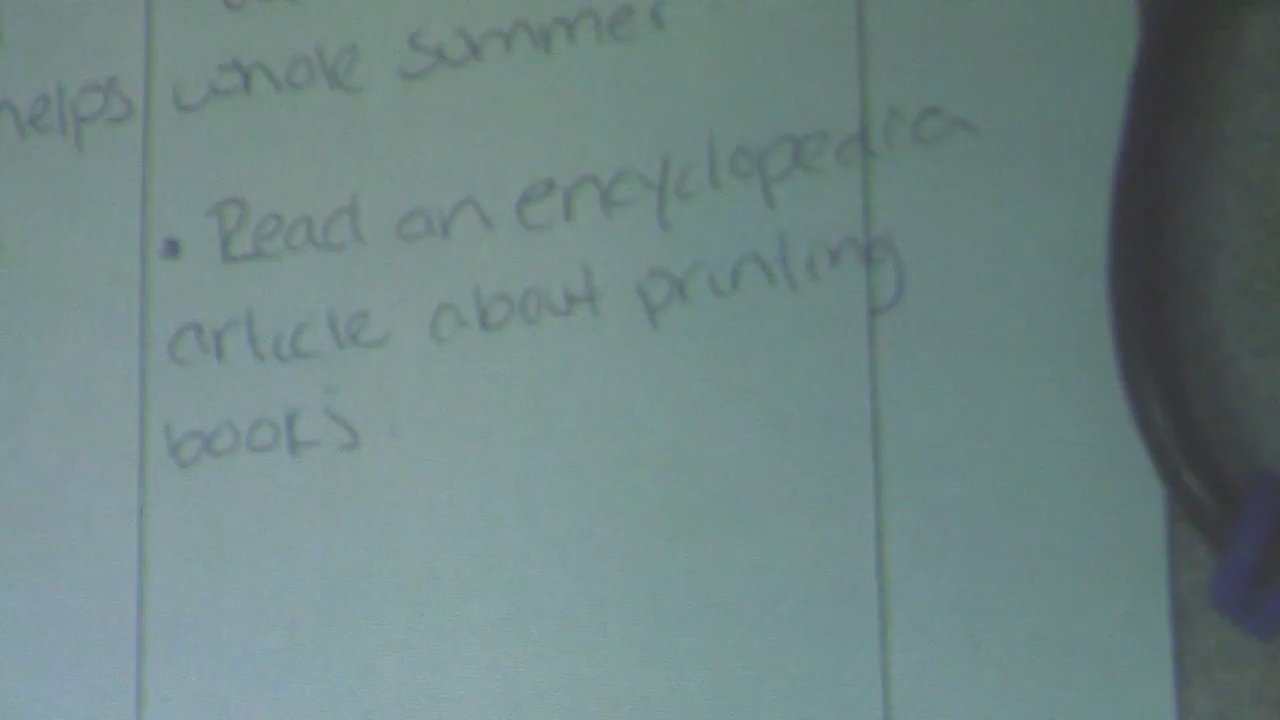 helps
whole summer
• Read an encyclopedia
article about printing
books